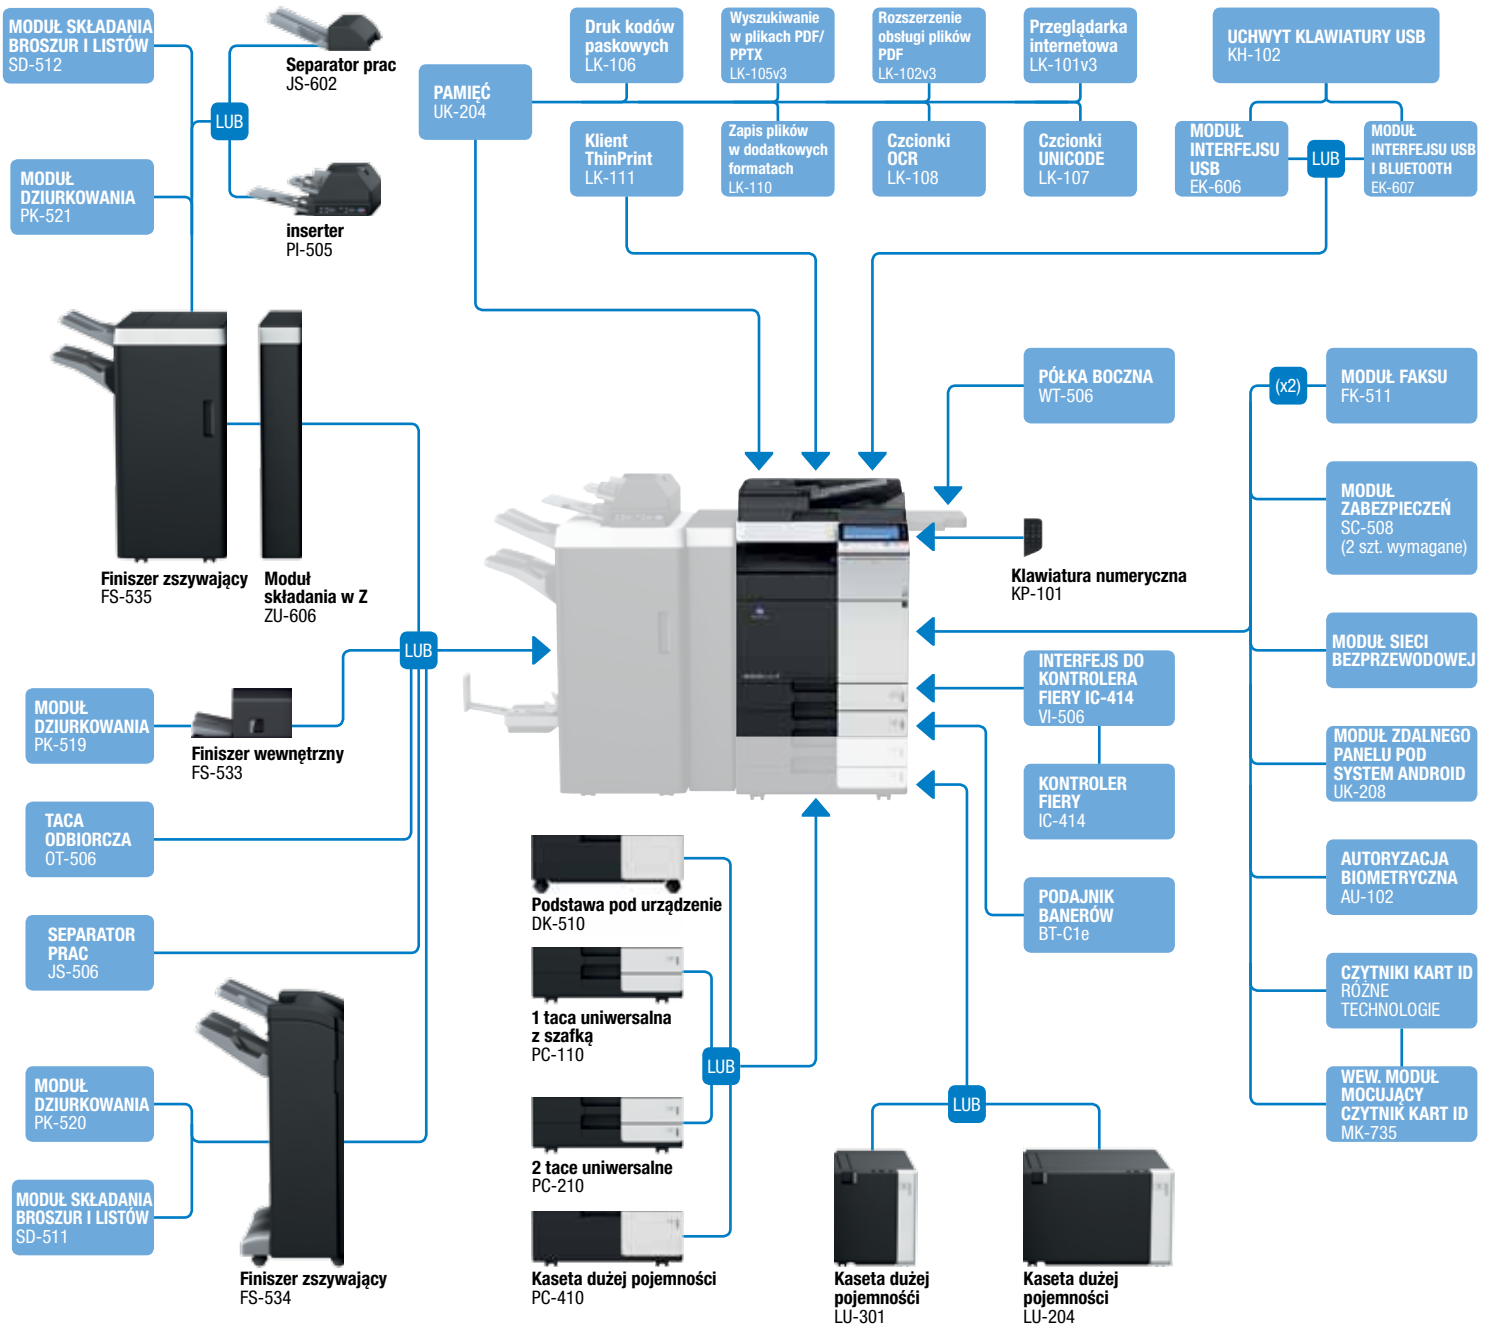 MODUŁ SKŁADANIA
BROSZUR I LISTÓW
SD-512
Separator prac
JS-602
LUB
MODUŁ
DZIURKOWANIA
PK-521
inserter
PI-505
PAMIĘĆ
UK-204
Druk kodów
paskowych
LK-106
Wyszukiwanie
w plikach PDF/
PPTX
LK-105v3
Rozszerzenie
obsługi plików
PDF
LK-102v3
Przeglądarka
internetowa
LK-101v3
Klient
ThinPrint
LK-111
Zapis plików
w dodatkowych
formatach
LK-110
Czcionki
OCR
LK-108
Czcionki
UNICODE
LK-107
UCHWYT KLAWIATURY USB
KH-102
MODUŁ
INTERFEJSU
USB
EK-606
LUB
MODUŁ
INTERFEJSU USB
I BLUETOOTH
EK-607
Finiszer zszywający
FS-535
Moduł
składania w Z
ZU-606
PÓŁKA BOCZNA
WT-506
(x2)
MODUŁ FAKSU
FK-511
MODUŁ
ZABEZPIECZEŃ
SC-508
(2 szt. wymagane)
Klawiatura numeryczna
KP-101
LUB
MODUŁ SIECI
BEZPRZEWODOWEJ
INTERFEJS DO
KONTROLERA
FIERY IC-414
VI-506
MODUŁ
DZIURKOWANIA
PK-519
Finiszer wewnętrzny
FS-533
MODUŁ ZDALNEGO
PANELU POD
SYSTEM ANDROID
UK-208
KONTROLER
FIERY
IC-414
TACA
ODBIORCZA
OT-506
AUTORYZACJA
BIOMETRYCZNA
AU-102
Podstawa pod urządzenie
DK-510
PODAJNIK
BANERÓW
BT-C1e
SEPARATOR
PRAC
JS-506
CZYTNIKI KART ID
RÓŻNE
TECHNOLOGIE
1 taca uniwersalna
z szafką
PC-110
LUB
WEW. MODUŁ
MOCUJĄCY
CZYTNIK KART ID
MK-735
LUB
MODUŁ
DZIURKOWANIA
PK-520
2 tace uniwersalne
PC-210
MODUŁ SKŁADANIA
BROSZUR I LISTÓW
SD-511
Finiszer zszywający
FS-534
Kaseta dużej pojemności
PC-410
Kaseta dużej
pojemnośći
LU-301
Kaseta dużej
pojemności
LU-204